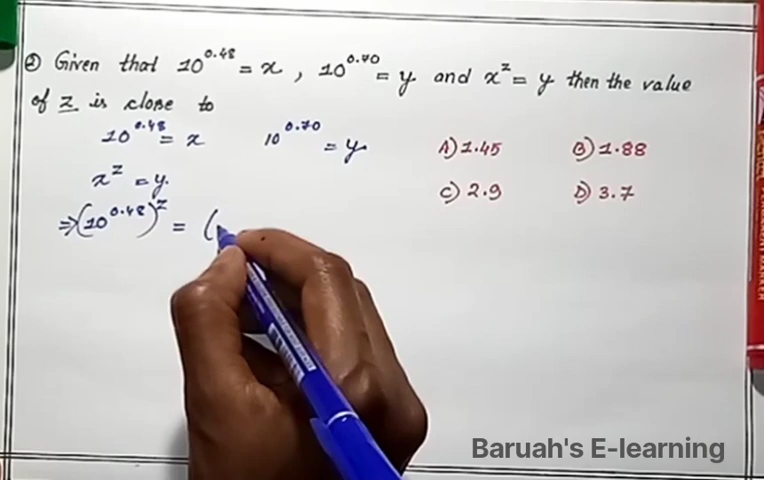 ② Given that 10^0.48 = x , 10^0.70 = y and x^z = y then the value
of z is close to
10^0.48 = x 10^0.70 = y A) 1.45 B) 1.88
x^z = y. C) 2.9 D) 3.7
⇒ (10^0.48)^z = (
Baruah's E-learning